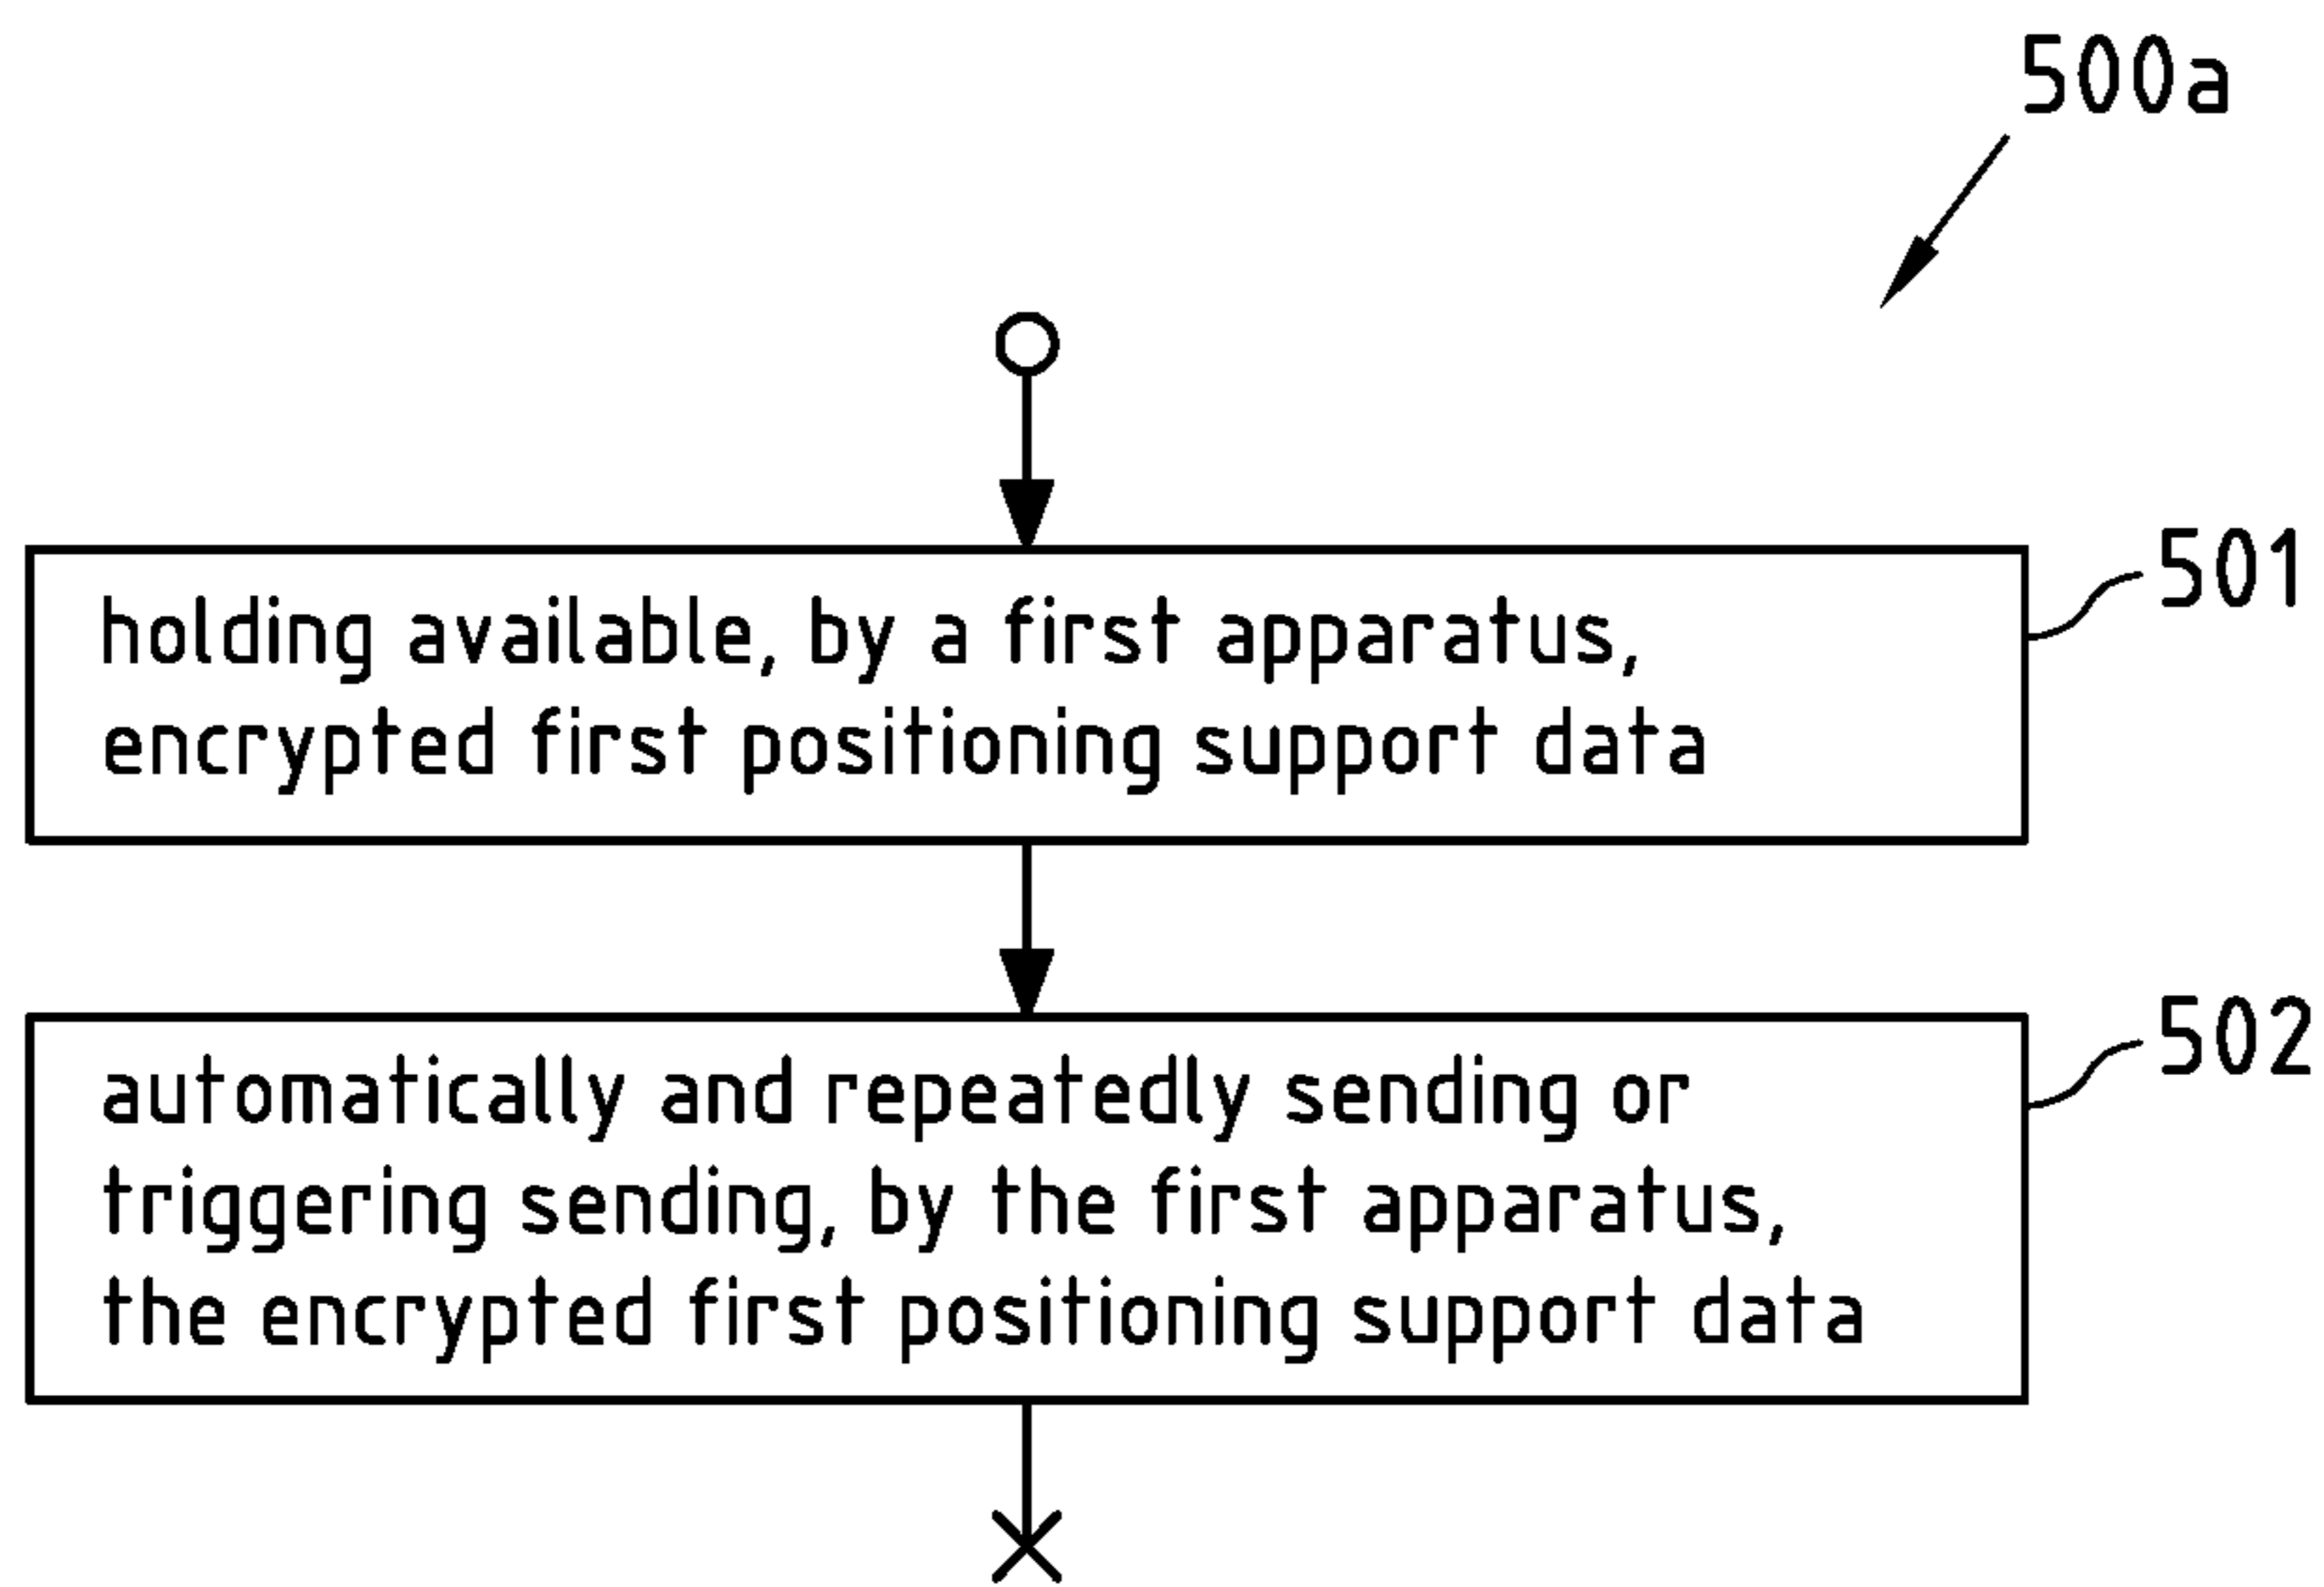 500a
501
holding available, by a first apparatus,
encrypted first positioning support data
502
automatically and repeatedly sending or
triggering sending, by the first apparatus,
the encrypted first positioning support data